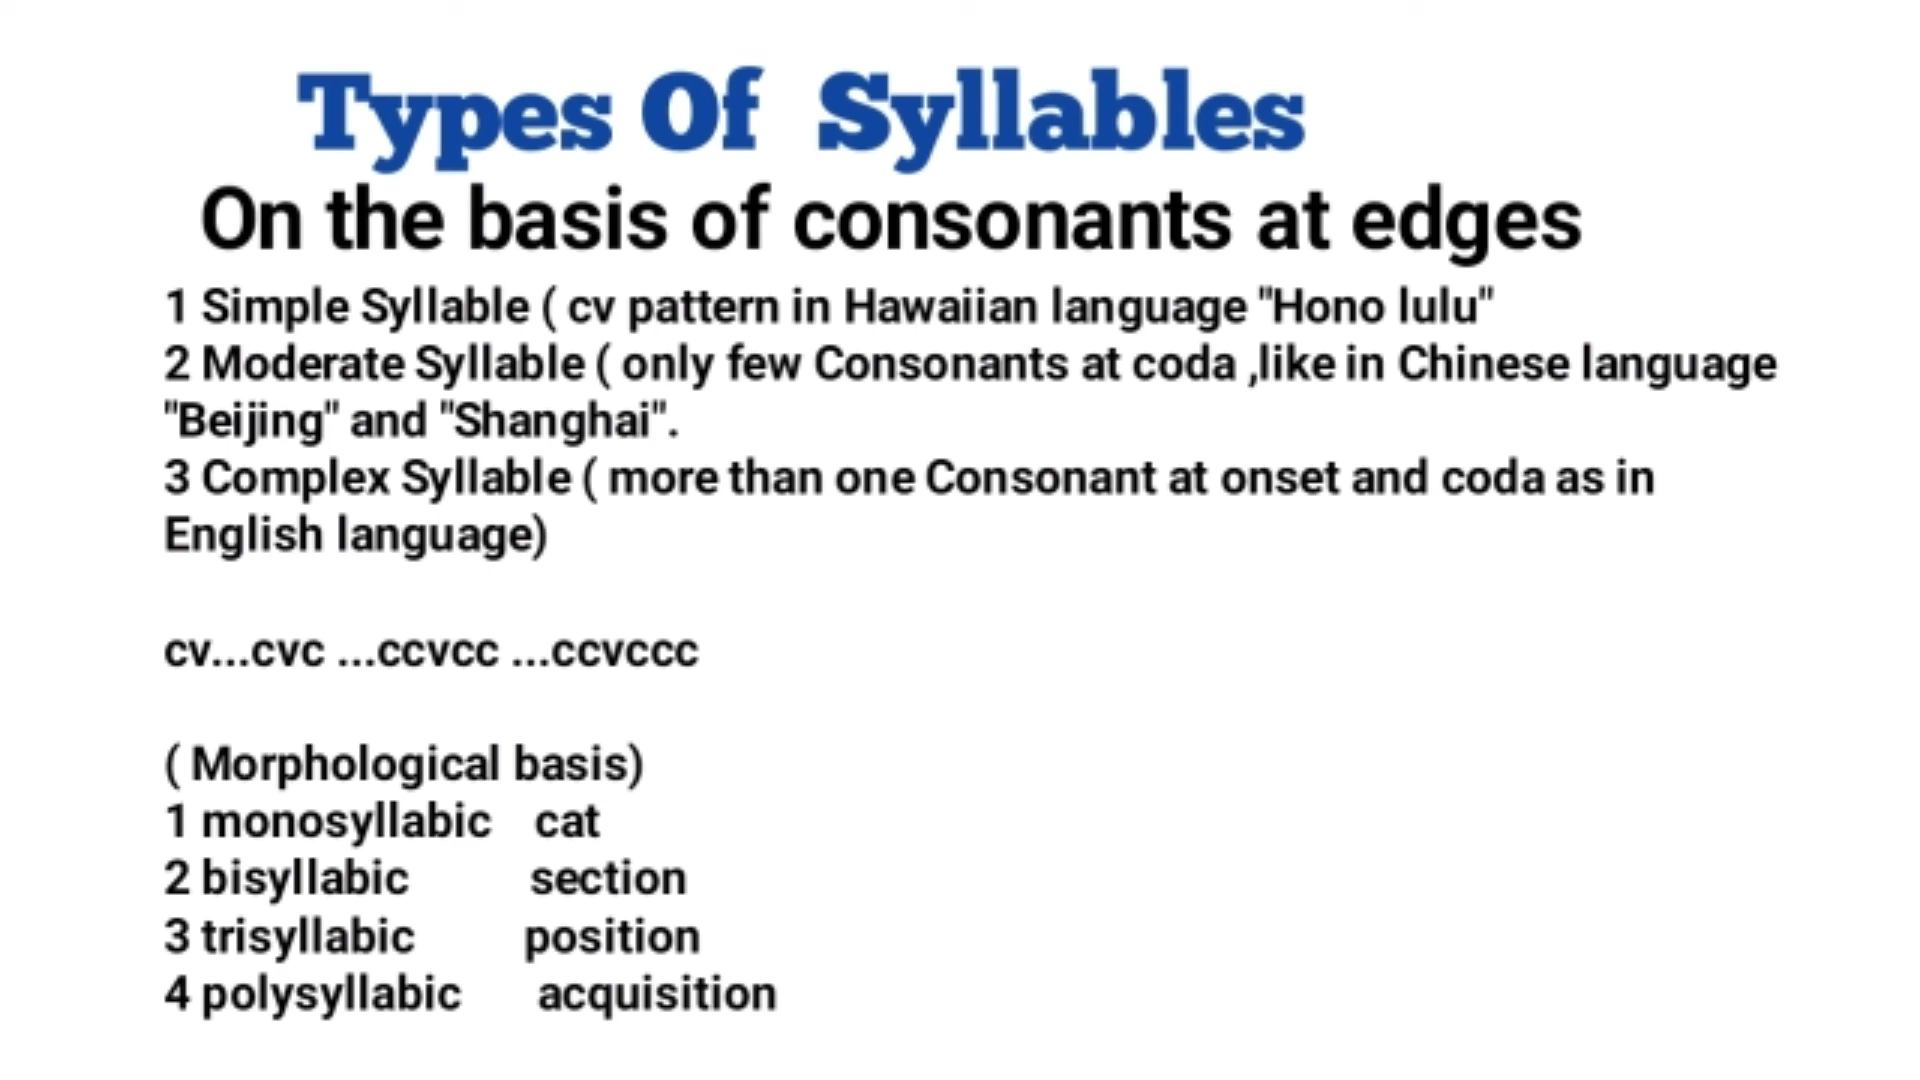 Types Of Syllables
On the basis of consonants at edges
1 Simple Syllable ( cv pattern in Hawaiian language "Hono lulu"
2 Moderate Syllable ( only few Consonants at coda ,like in Chinese language
"Beijing" and "Shanghai".
3 Complex Syllable ( more than one Consonant at onset and coda as in
English language)
cv...cvc ...ccvcc ...ccvccc
( Morphological basis)
1 monosyllabic cat
2 bisyllabic section
3 trisyllabic position
4 polysyllabic acquisition